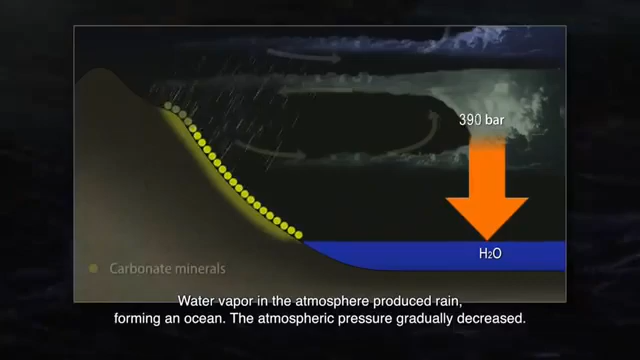 390 bar
H₂O
Carbonate minerals
Water vapor in the atmosphere produced rain,
forming an ocean. The atmospheric pressure gradually decreased.